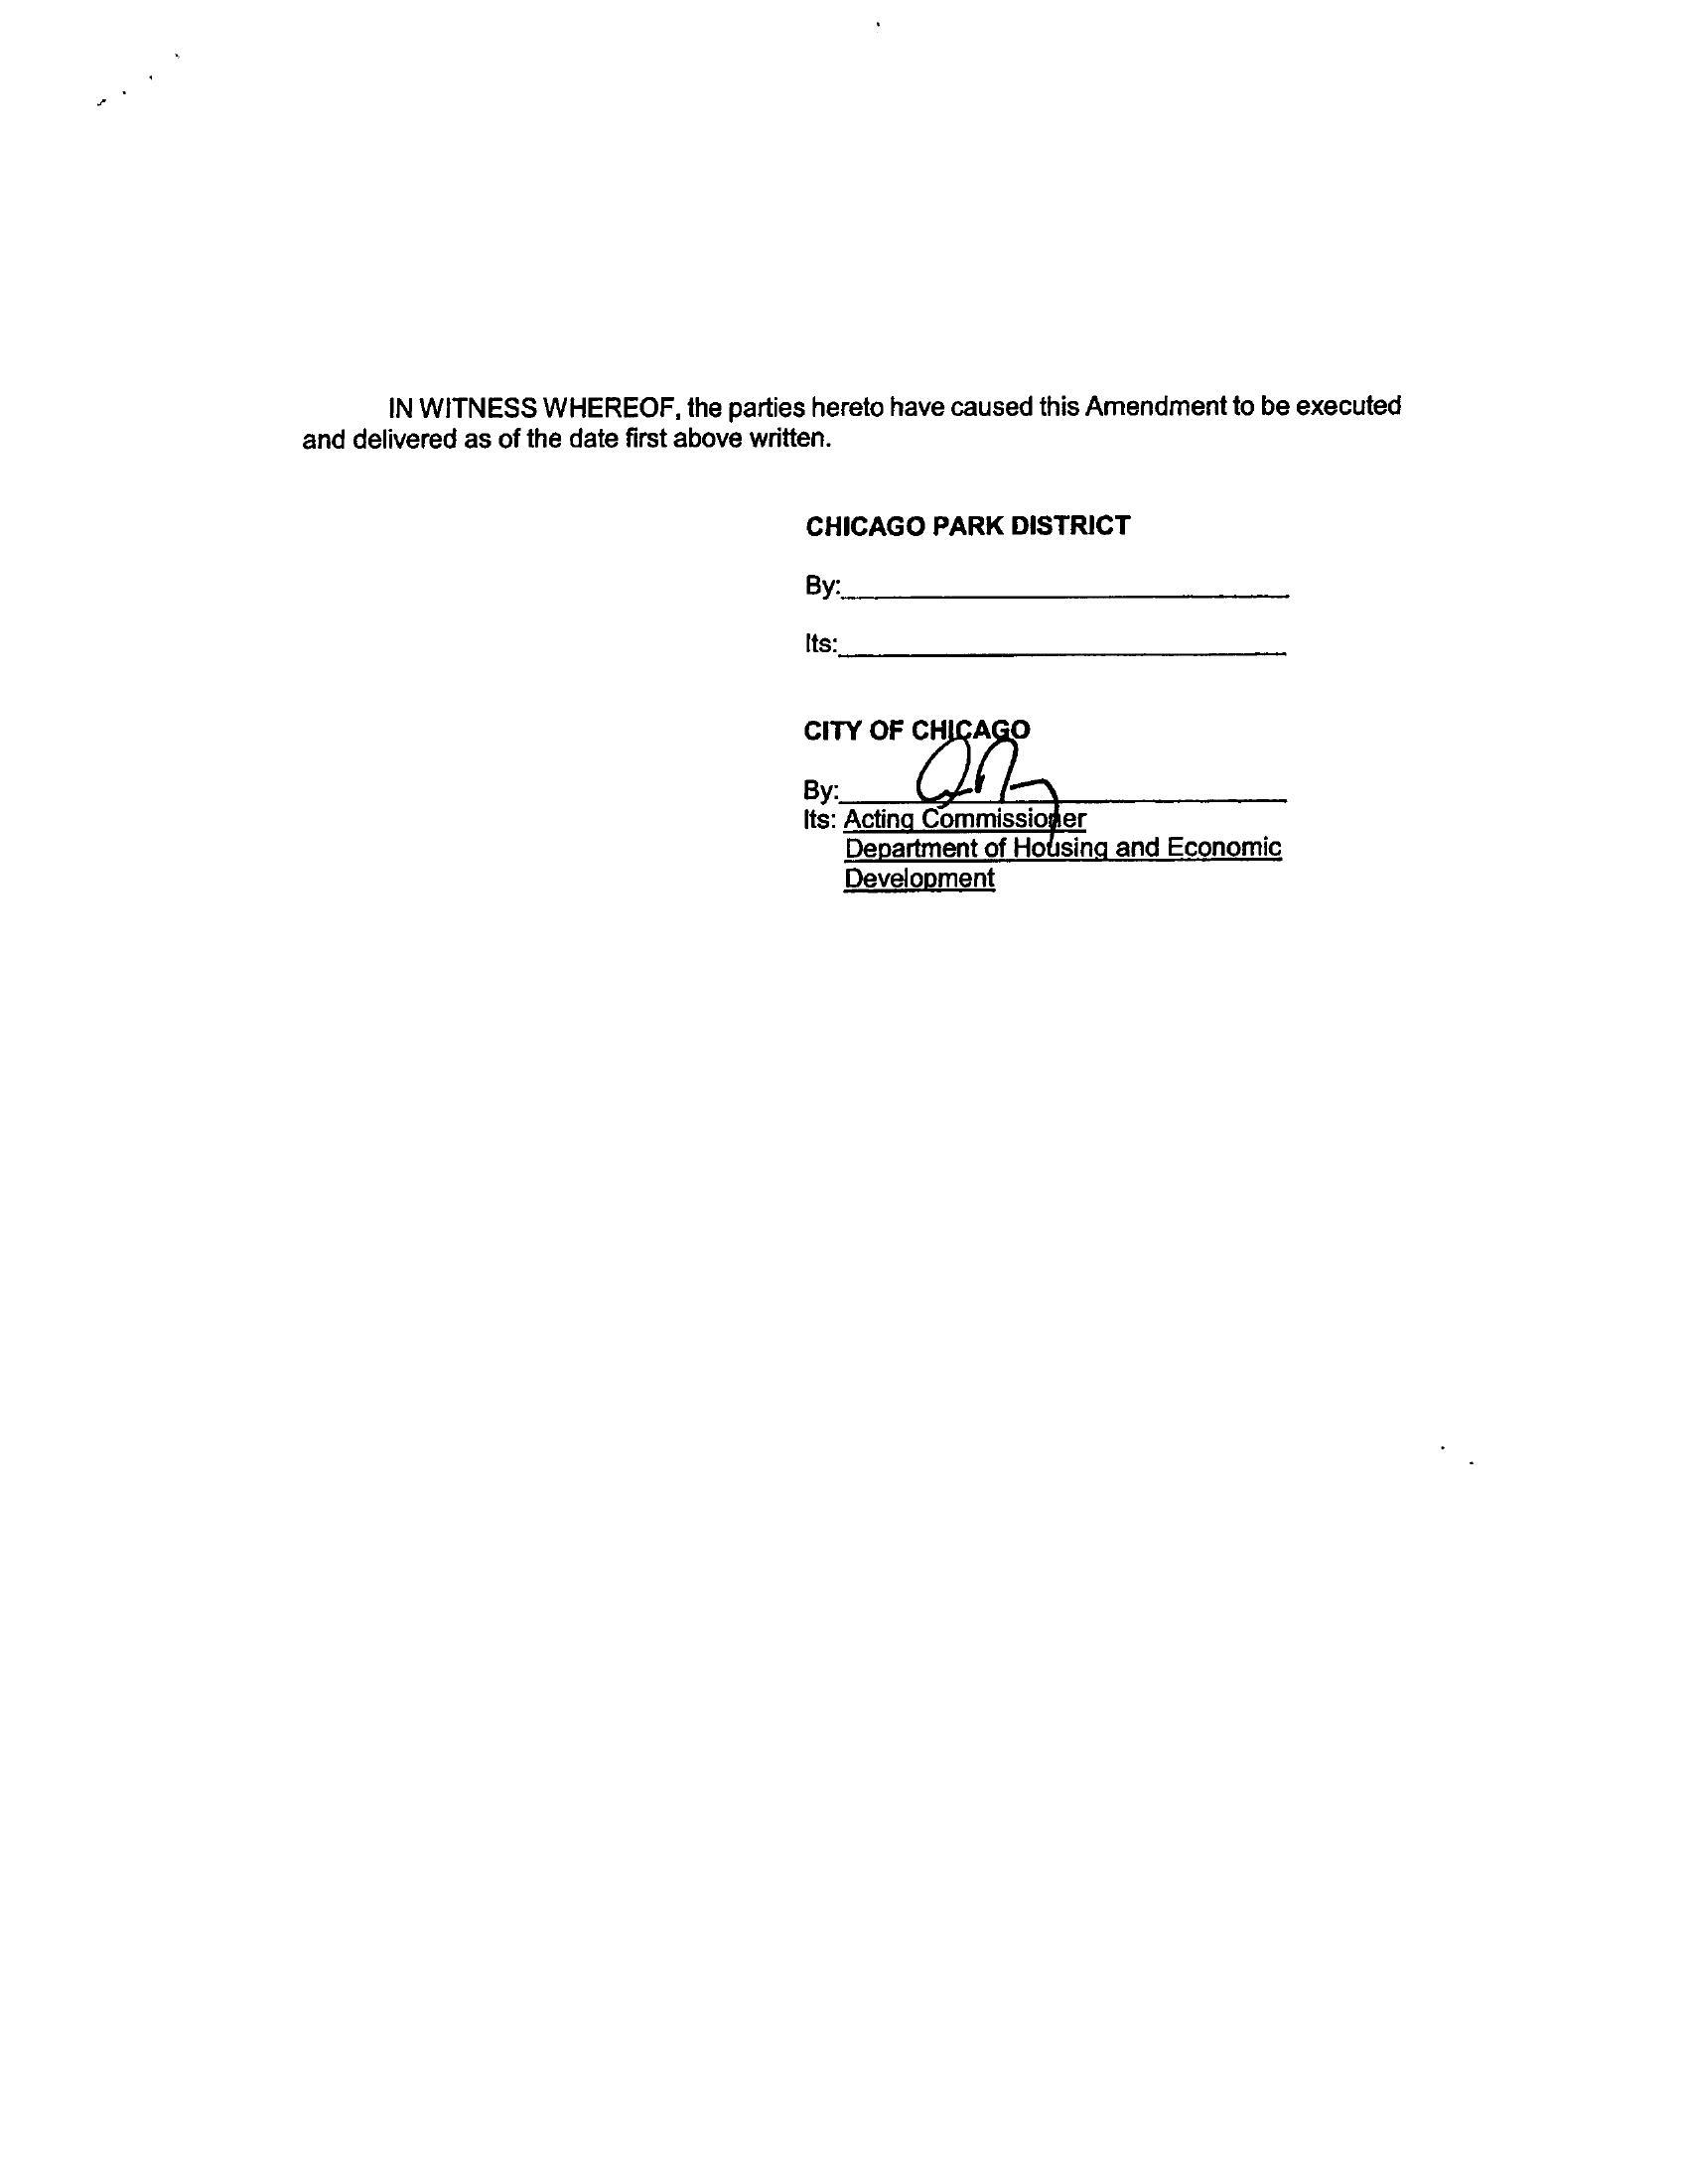 IN WITNESS WHEREOF, the parties hereto have caused this Amendment to be executed
and delivered as of the date first above written.
CHICAGO PARK DISTRICT
By:
Its:
CITY OF CHICAGO
By:
Its: Acting Commissioner
Department of Housing and Economic
Development